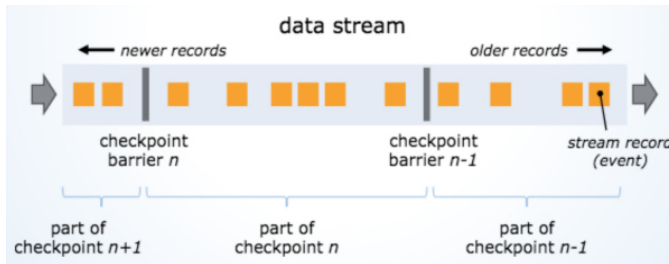 data stream
newer records
older records
checkpoint
barrier n
checkpoint
barrier n-1
stream record
(event)
part of
checkpoint n+1
part of
checkpoint n
part of
checkpoint n-1